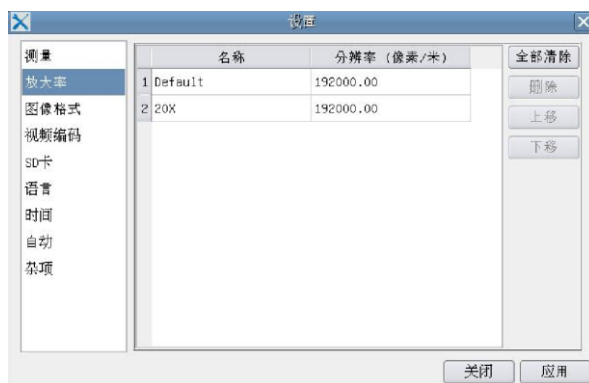 设置
测量
放大率
图像格式
视频编码
SD卡
语言
时间
自动
杂项
名称 分辨率 (像素/米)
1 Default 192000.00
2 20X 192000.00
全部清除
删除
上移
下移
关闭 应用